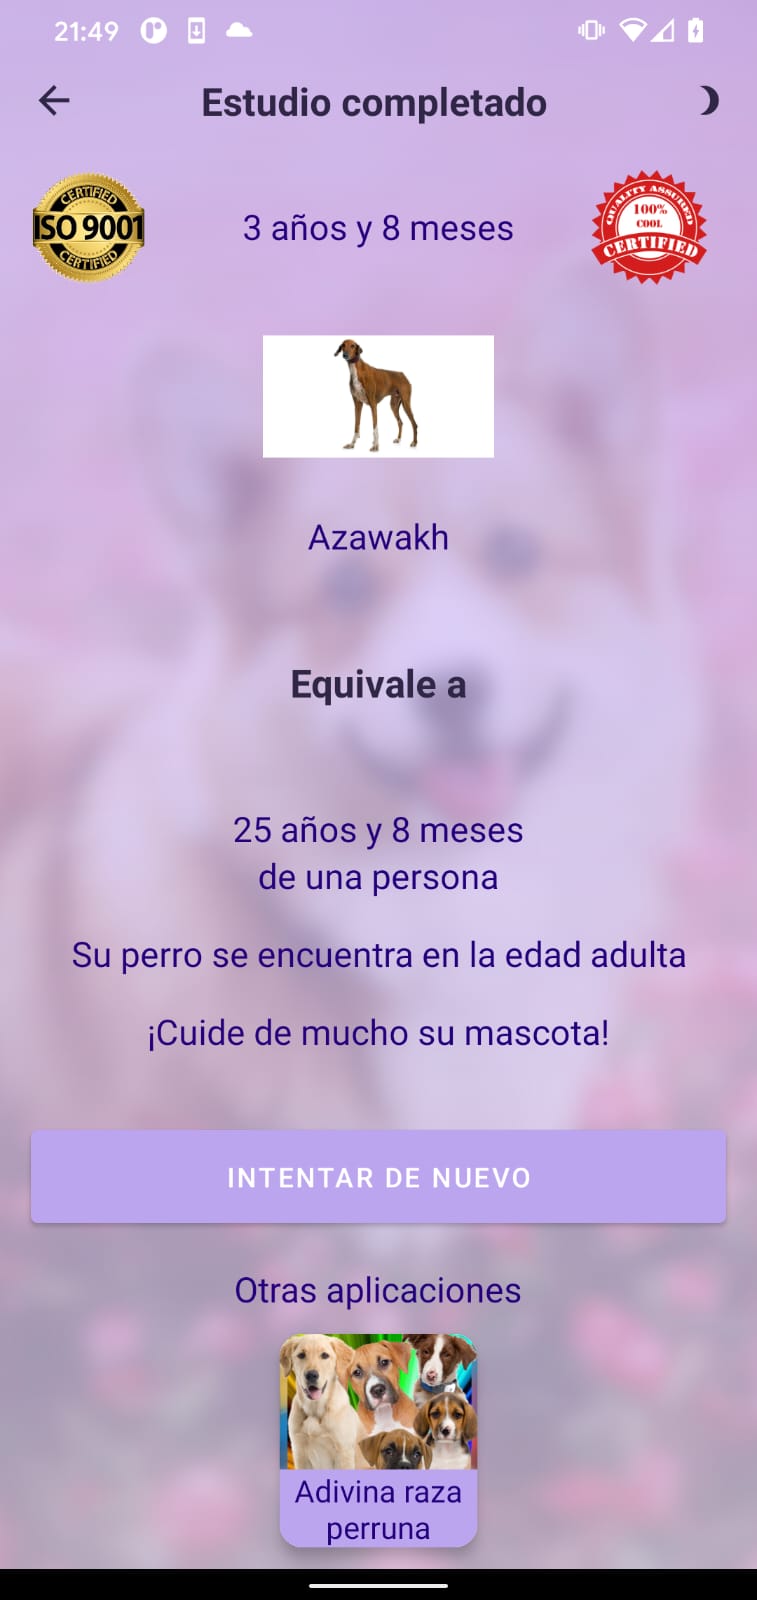 21:49
Estudio completado
CERTIFIED
ISO 9001
CERTIFIED
3 años y 8 meses
QUALITY ASSURED
100%
COOL
CERTIFIED
Azawakh
Equivale a
25 años y 8 meses
de una persona
Su perro se encuentra en la edad adulta
¡Cuide de mucho su mascota!
INTENTAR DE NUEVO
Otras aplicaciones
Adivina raza
perruna